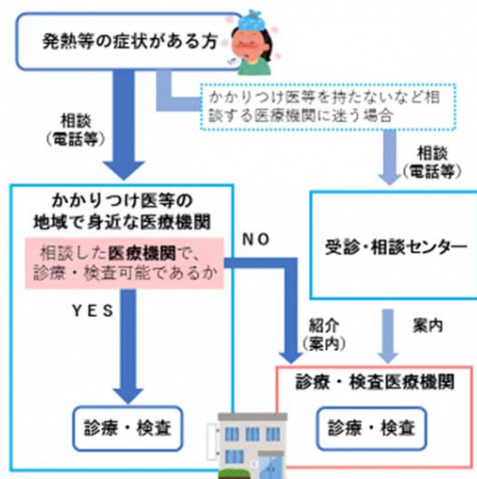 発熱等の症状がある方
かかりつけ医等を持たないなど相
談する医療機関に迷う場合
相談
（電話等）
相談
（電話等）
かかりつけ医等の
地域で身近な医療機関
相談した医療機関で、
診療・検査可能であるか
NO
YES
受診・相談センター
紹介
（案内）
案内
診療・検査医療機関
診療・検査
診療・検査